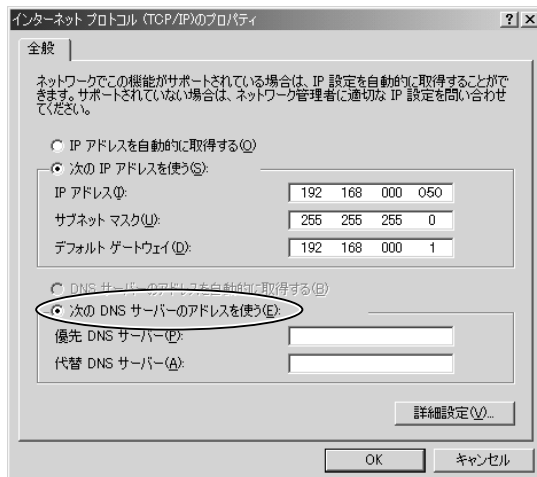 インターネット プロトコル (TCP/IP)のプロパティ
全般
ネットワークでこの機能がサポートされている場合は、IP 設定を自動的に取得することがで
きます。サポートされていない場合は、ネットワーク管理者に適切な IP 設定を問い合わせ
てください。
IP アドレスを自動的に取得する(O)
次の IP アドレスを使う(S):
IP アドレス(I): 192 168 000 050
サブネット マスク(U): 255 255 255 0
デフォルト ゲートウェイ(D): 192 168 000 1
DNS サーバーのアドレスを自動的に取得する(B)
次の DNS サーバーのアドレスを使う(E):
優先 DNS サーバー(P):
代替 DNS サーバー(A):
詳細設定(V)...
OK キャンセル